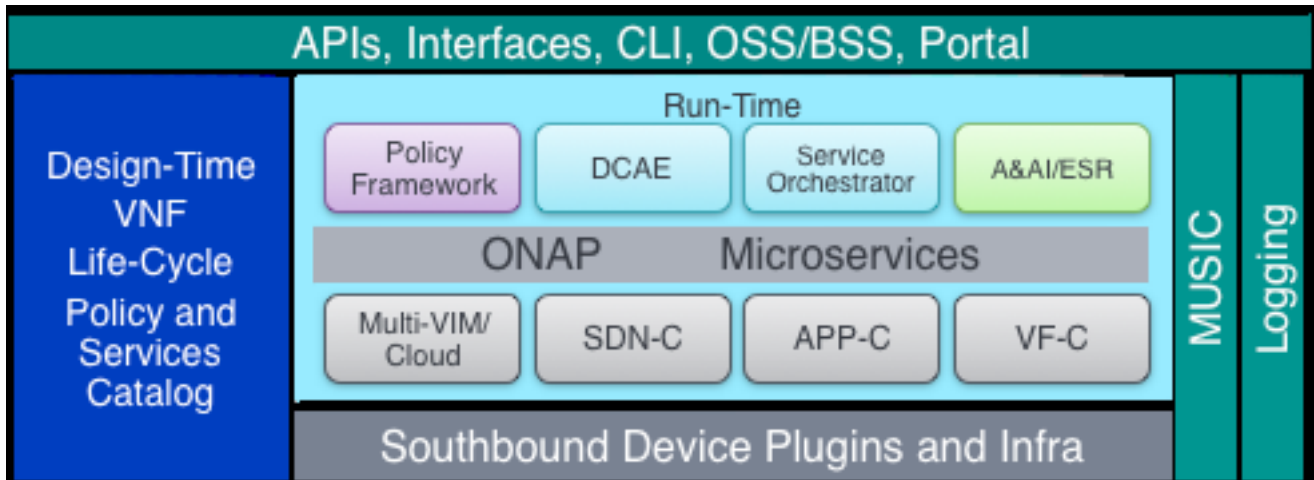 APIs, Interfaces, CLI, OSS/BSS, Portal
Design-Time
VNF
Life-Cycle
Policy and
Services
Catalog
Run-Time
Policy
Framework
DCAE
Service
Orchestrator
A&AI/ESR
ONAP Microservices
Multi-VIM/
Cloud
SDN-C
APP-C
VF-C
Southbound Device Plugins and Infra
MUSIC
Logging